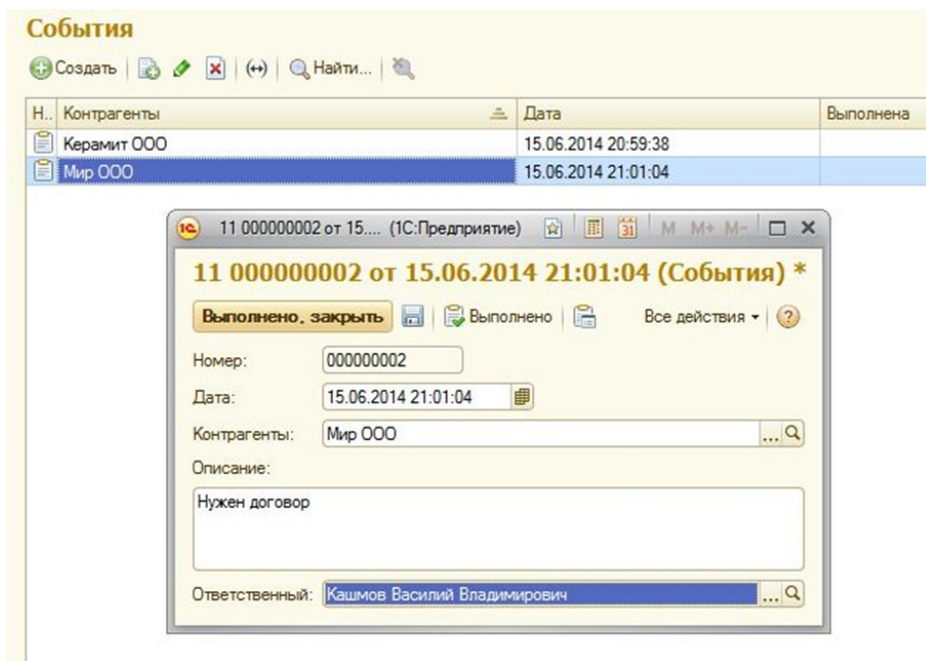 События
Создать Найти...
Н.. Контрагенты Дата Выполнена
Керамит ООО 15.06.2014 20:59:38
Мир ООО 15.06.2014 21:01:04
1С 11 000000002 от 15.... (1С:Предприятие) 31 M M+ M-
11 000000002 от 15.06.2014 21:01:04 (События) *
Выполнено, закрыть Выполнено Все действия ?
Номер: 000000002
Дата: 15.06.2014 21:01:04
Контрагенты: Мир ООО ...
Описание:
Нужен договор
Ответственный: Кашмов Василий Владимирович ...